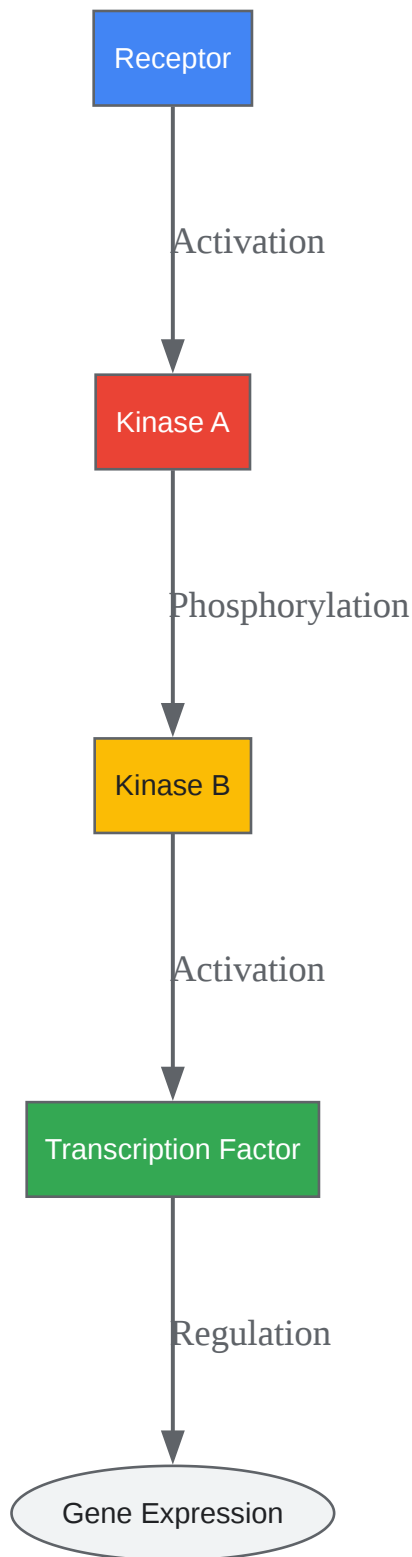 Receptor
Activation
Kinase A
Phosphorylation
Kinase B
Activation
Transcription Factor
Regulation
Gene Expression